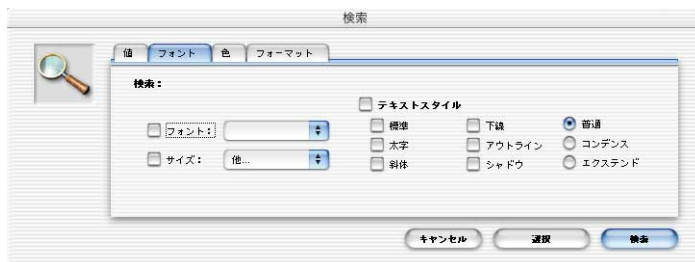 検索
値 フォント 色 フォーマット
検索：
テキストスタイル
フォント： 標準 下線 普通
太字 アウトライン コンデンス
サイズ： 他... 斜体 シャドウ エクステンド
キャンセル 選択 検索